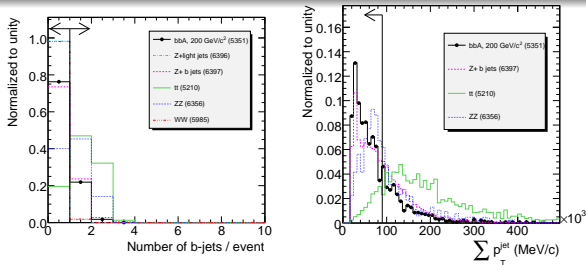 Normalized to unity
1.0
0.8
0.6
0.4
0.2
0.0
0 2 4 6 8 10
Number of b-jets / event
bbA, 200 GeV/c² (5351)
Z+light jets (6396)
Z+ b jets (6397)
tt (5210)
ZZ (6356)
WW (5985)
Normalized to unity
0.16
0.14
0.12
0.1
0.08
0.06
0.04
0.02
0
0 100 200 300 400
×10³
∑ p_T^jet (MeV/c)
bbA, 200 GeV/c² (5351)
Z+ b jets (6397)
tt (5210)
ZZ (6356)